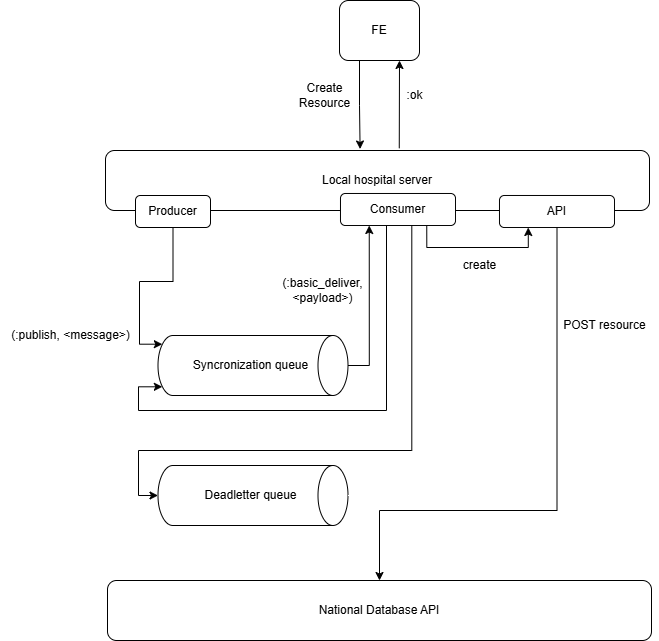 FE
Create
Resource
:ok
Local hospital server
Producer
Consumer
API
create
(:basic_deliver,
<payload>)
(:publish, <message>)
POST resource
Syncronization queue
Deadletter queue
National Database API